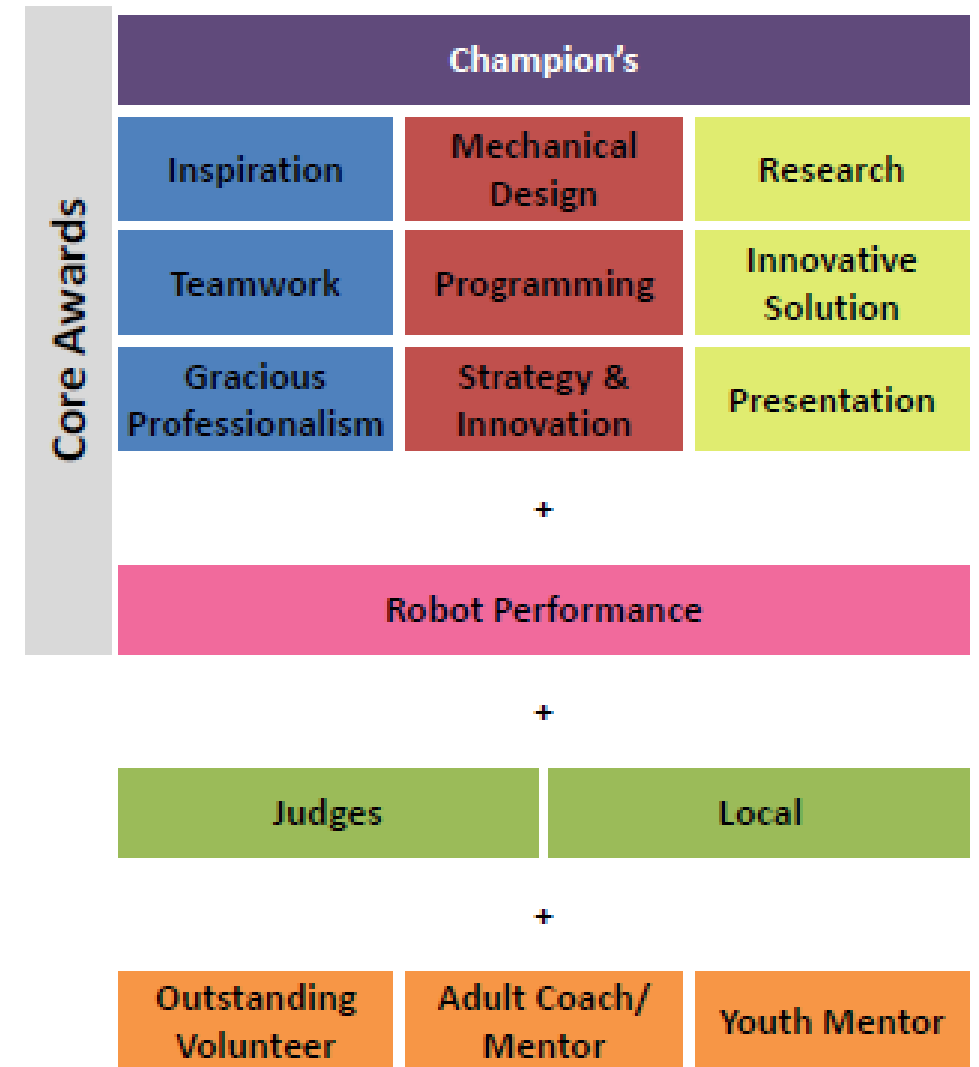 Core Awards
Champion's
Inspiration
Mechanical
Design
Research
Teamwork
Programming
Innovative
Solution
Gracious
Professionalism
Strategy &
Innovation
Presentation
+
Robot Performance
+
Judges
Local
+
Outstanding
Volunteer
Adult Coach/
Mentor
Youth Mentor